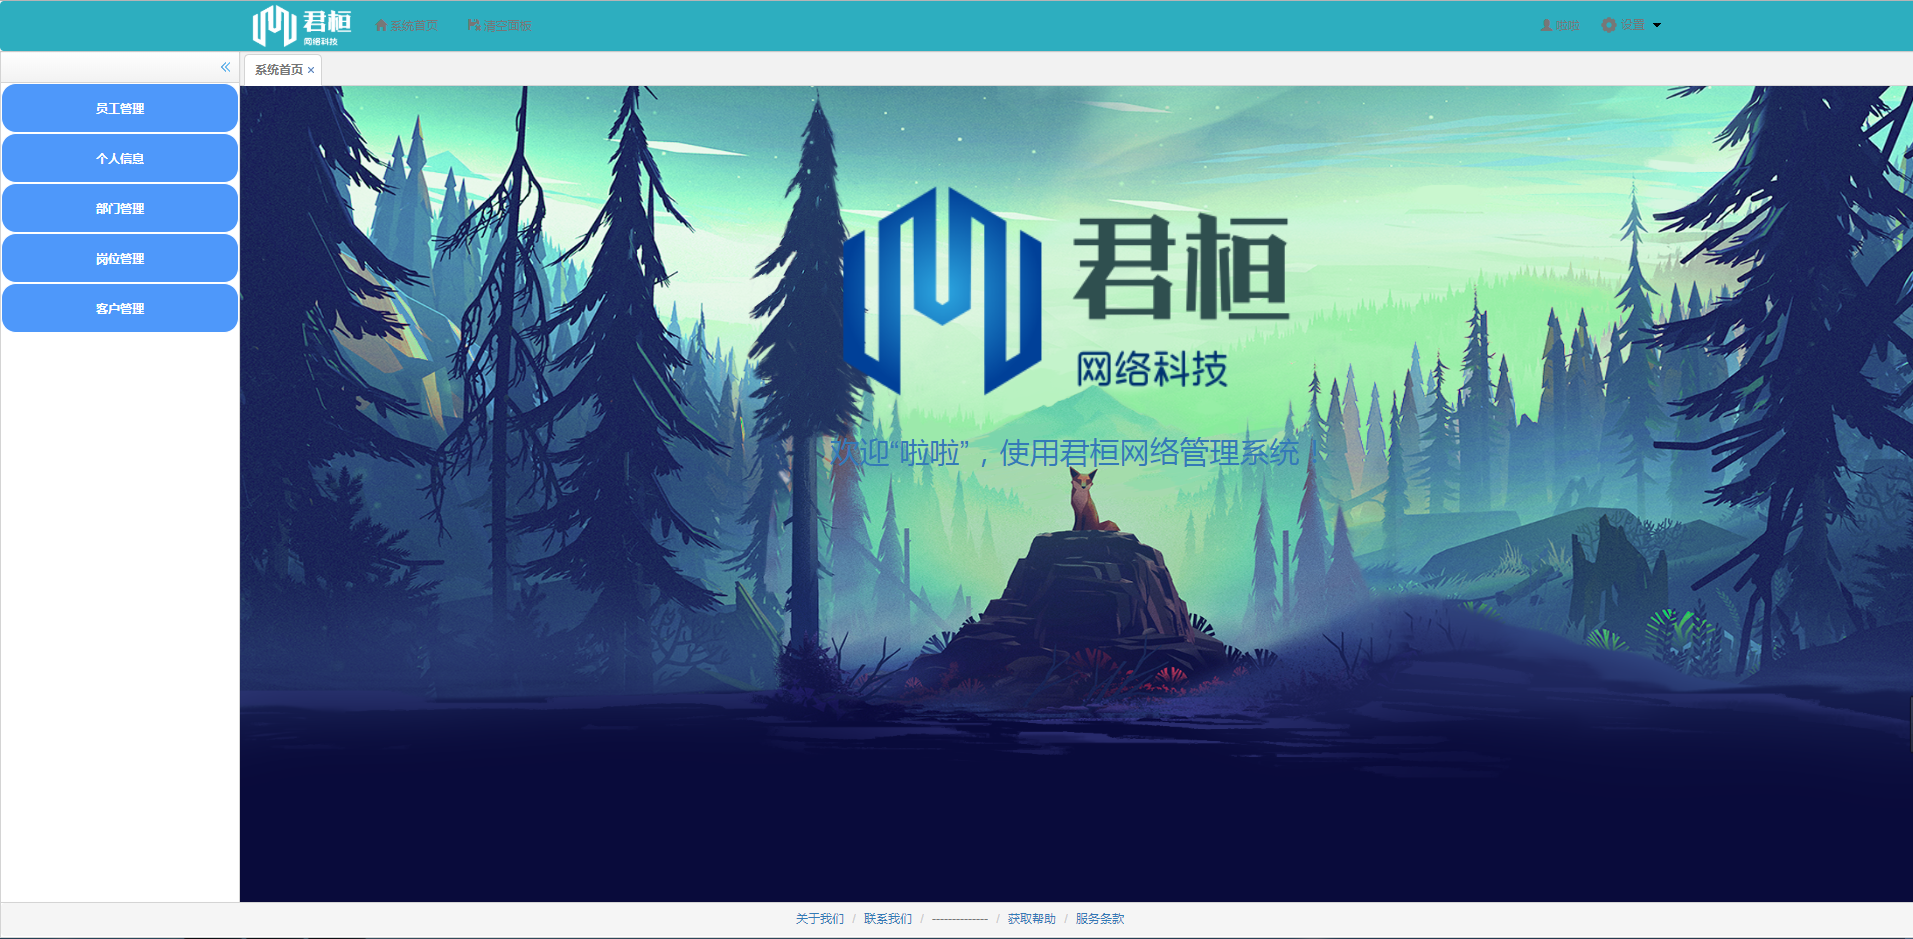 君桓
网络科技
系统首页
清空面板
啦啦
设置
系统首页
员工管理
个人信息
部门管理
岗位管理
客户管理
君桓
网络科技
欢迎“啦啦”，使用君桓网络管理系统！
关于我们 / 联系我们 / -------------- / 获取帮助 / 服务条款